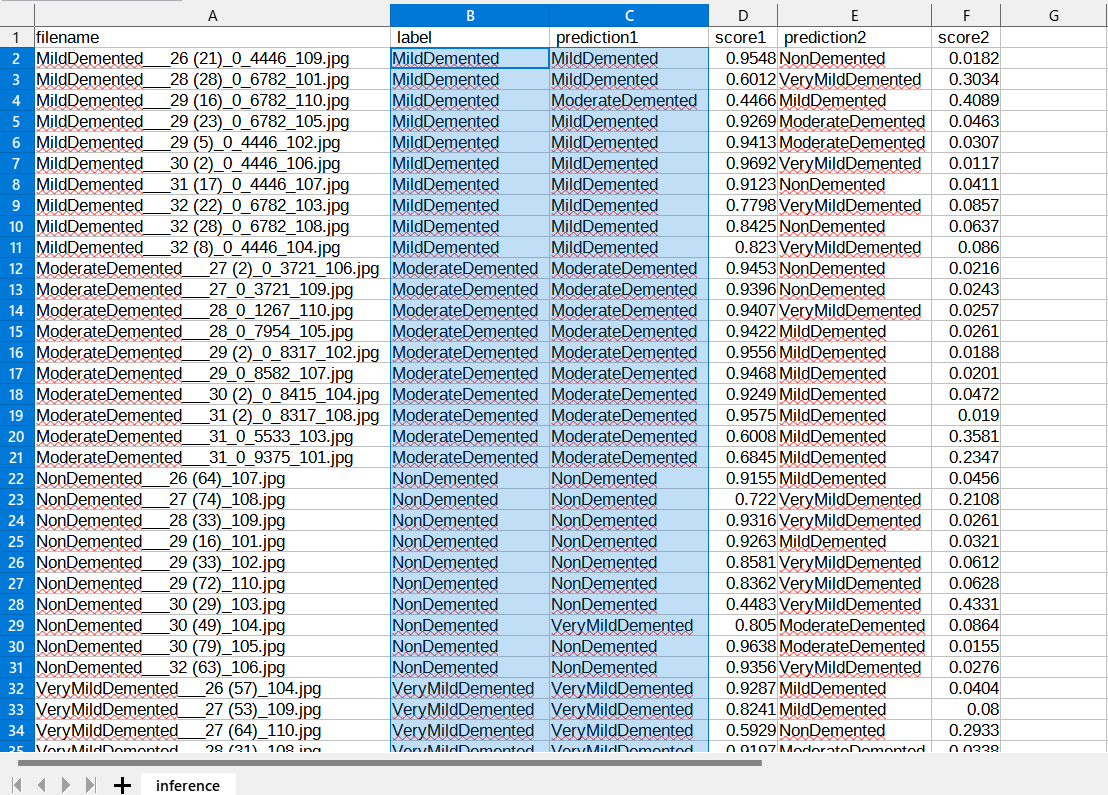 A B C D E F G
1 filename label prediction1 score1 prediction2 score2
2 MildDemented___26 (21)_0_4446_109.jpg MildDemented MildDemented 0.9548 NonDemented 0.0182
3 MildDemented___28 (28)_0_6782_101.jpg MildDemented MildDemented 0.6012 VeryMildDemented 0.3034
4 MildDemented___29 (16)_0_6782_110.jpg MildDemented ModerateDemented 0.4466 MildDemented 0.4089
5 MildDemented___29 (23)_0_6782_105.jpg MildDemented MildDemented 0.9269 ModerateDemented 0.0463
6 MildDemented___29 (5)_0_4446_102.jpg MildDemented MildDemented 0.9413 ModerateDemented 0.0307
7 MildDemented___30 (2)_0_4446_106.jpg MildDemented MildDemented 0.9692 VeryMildDemented 0.0117
8 MildDemented___31 (17)_0_4446_107.jpg MildDemented MildDemented 0.9123 NonDemented 0.0411
9 MildDemented___32 (22)_0_6782_103.jpg MildDemented MildDemented 0.7798 VeryMildDemented 0.0857
10 MildDemented___32 (28)_0_6782_108.jpg MildDemented MildDemented 0.8425 NonDemented 0.0637
11 MildDemented___32 (8)_0_4446_104.jpg MildDemented MildDemented 0.823 VeryMildDemented 0.086
12 ModerateDemented___27 (2)_0_3721_106.jpg ModerateDemented ModerateDemented 0.9453 NonDemented 0.0216
13 ModerateDemented___27_0_3721_109.jpg ModerateDemented ModerateDemented 0.9396 NonDemented 0.0243
14 ModerateDemented___28_0_1267_110.jpg ModerateDemented ModerateDemented 0.9407 VeryMildDemented 0.0257
15 ModerateDemented___28_0_7954_105.jpg ModerateDemented ModerateDemented 0.9422 MildDemented 0.0261
16 ModerateDemented___29 (2)_0_8317_102.jpg ModerateDemented ModerateDemented 0.9556 MildDemented 0.0188
17 ModerateDemented___29_0_8582_107.jpg ModerateDemented ModerateDemented 0.9468 MildDemented 0.0201
18 ModerateDemented___30 (2)_0_8415_104.jpg ModerateDemented ModerateDemented 0.9249 MildDemented 0.0472
19 ModerateDemented___31 (2)_0_8317_108.jpg ModerateDemented ModerateDemented 0.9575 MildDemented 0.019
20 ModerateDemented___31_0_5533_103.jpg ModerateDemented ModerateDemented 0.6008 MildDemented 0.3581
21 ModerateDemented___31_0_9375_101.jpg ModerateDemented ModerateDemented 0.6845 MildDemented 0.2347
22 NonDemented___26 (64)_107.jpg NonDemented NonDemented 0.9155 MildDemented 0.0456
23 NonDemented___27 (74)_108.jpg NonDemented NonDemented 0.722 VeryMildDemented 0.2108
24 NonDemented___28 (33)_109.jpg NonDemented NonDemented 0.9316 VeryMildDemented 0.0261
25 NonDemented___29 (16)_101.jpg NonDemented NonDemented 0.9263 MildDemented 0.0321
26 NonDemented___29 (33)_102.jpg NonDemented NonDemented 0.8581 VeryMildDemented 0.0612
27 NonDemented___29 (72)_110.jpg NonDemented NonDemented 0.8362 VeryMildDemented 0.0628
28 NonDemented___30 (29)_103.jpg NonDemented NonDemented 0.4483 VeryMildDemented 0.4331
29 NonDemented___30 (49)_104.jpg NonDemented VeryMildDemented 0.805 ModerateDemented 0.0864
30 NonDemented___30 (79)_105.jpg NonDemented NonDemented 0.9638 ModerateDemented 0.0155
31 NonDemented___32 (63)_106.jpg NonDemented NonDemented 0.9356 VeryMildDemented 0.0276
32 VeryMildDemented___26 (57)_104.jpg VeryMildDemented VeryMildDemented 0.9287 MildDemented 0.0404
33 VeryMildDemented___27 (53)_109.jpg VeryMildDemented VeryMildDemented 0.8241 MildDemented 0.08
34 VeryMildDemented___27 (64)_110.jpg VeryMildDemented VeryMildDemented 0.5929 NonDemented 0.2933
35 VeryMildDemented___28 (31)_108.jpg VeryMildDemented VeryMildDemented 0.9197 ModerateDemented 0.0338
inference